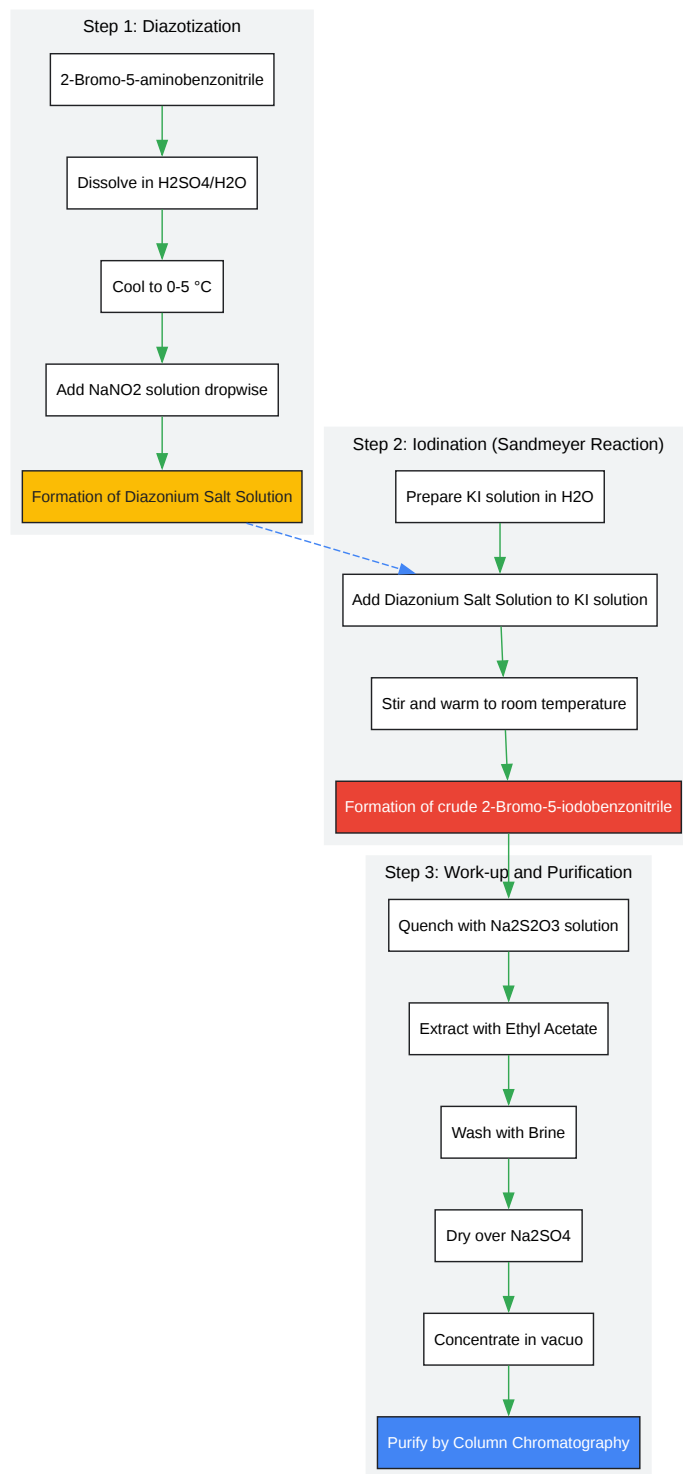 Step 1: Diazotization
2-Bromo-5-aminobenzonitrile
Dissolve in H2SO4/H2O
Cool to 0-5 °C
Add NaNO2 solution dropwise
Formation of Diazonium Salt Solution
Step 2: Iodination (Sandmeyer Reaction)
Prepare KI solution in H2O
Add Diazonium Salt Solution to KI solution
Stir and warm to room temperature
Formation of crude 2-Bromo-5-iodobenzonitrile
Step 3: Work-up and Purification
Quench with Na2S2O3 solution
Extract with Ethyl Acetate
Wash with Brine
Dry over Na2SO4
Concentrate in vacuo
Purify by Column Chromatography